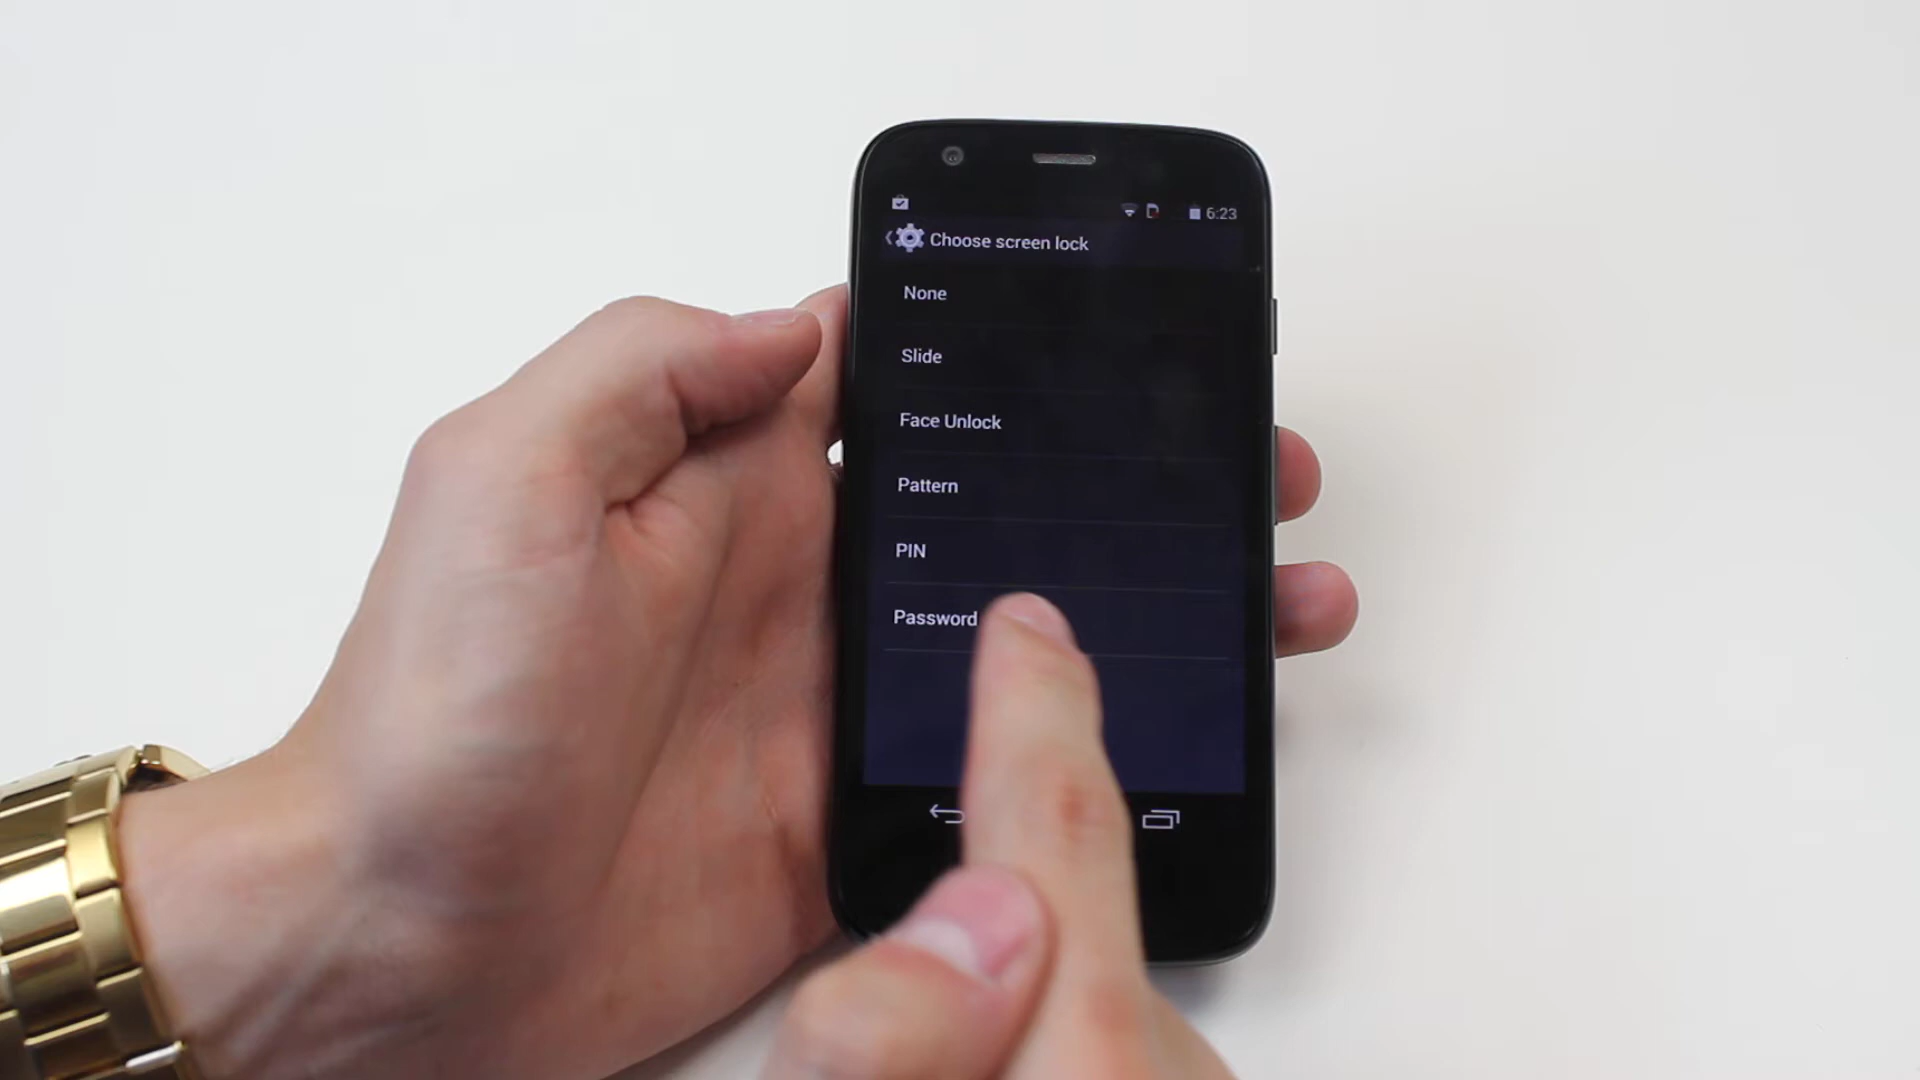 6:23
Choose screen lock
None
Slide
Face Unlock
Pattern
PIN
Password